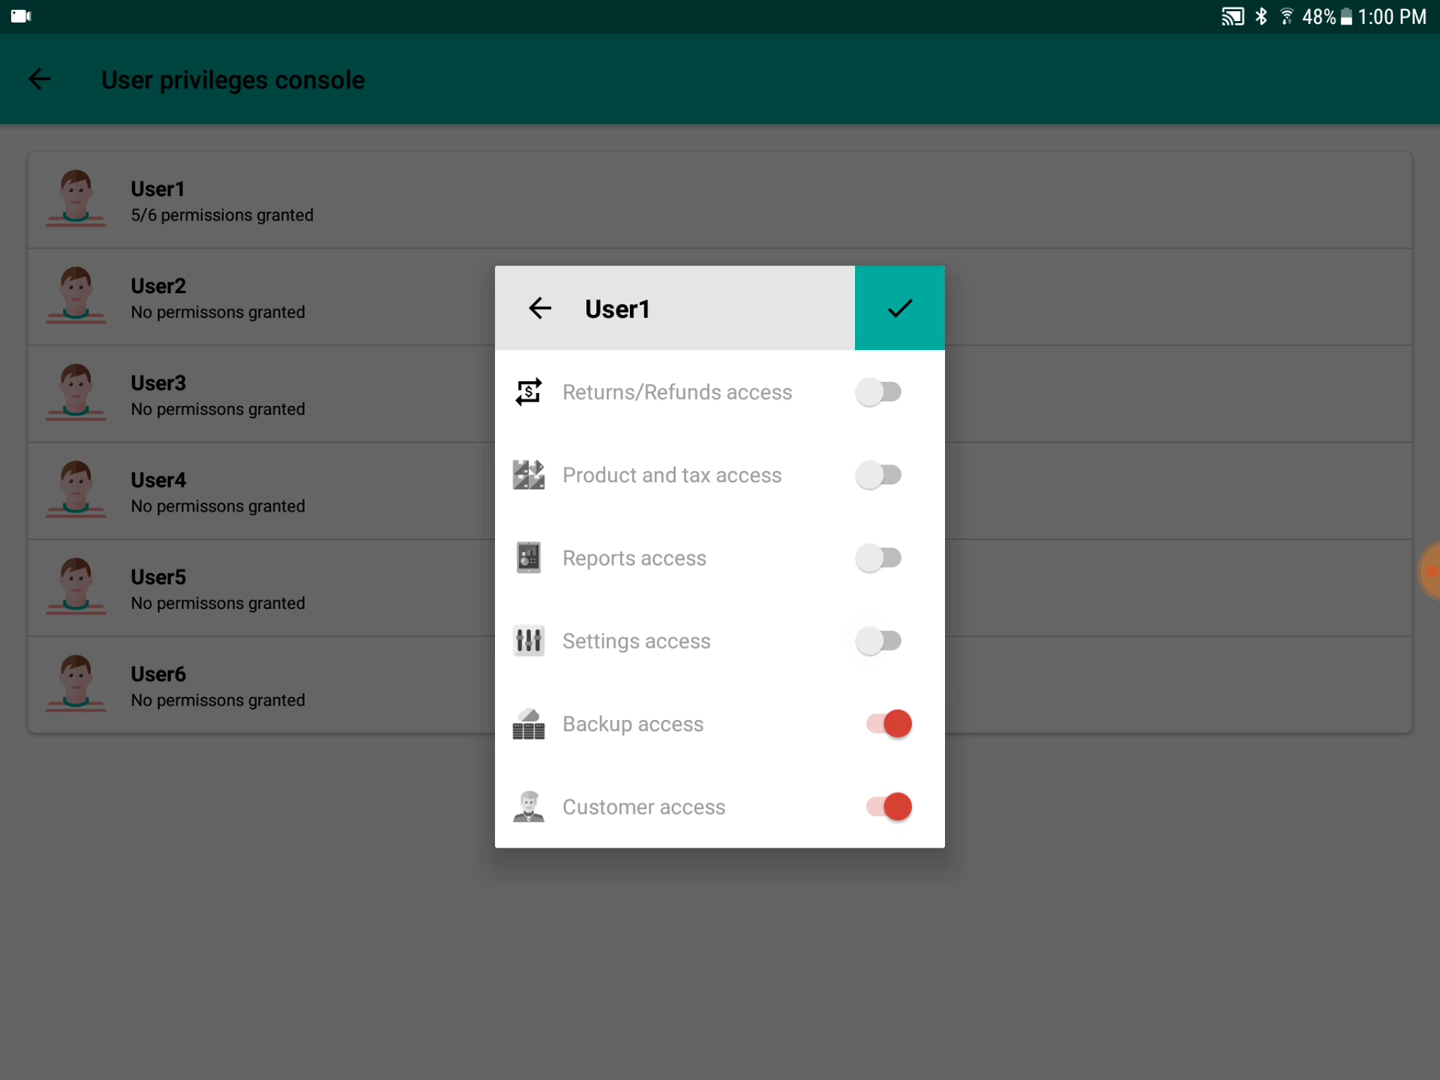 48% 1:00 PM
User privileges console
User1
5/6 permissions granted
User2
No permissons granted
User3
No permissons granted
User4
No permissons granted
User5
No permissons granted
User6
No permissons granted
User1
Returns/Refunds access
Product and tax access
Reports access
Settings access
Backup access
Customer access